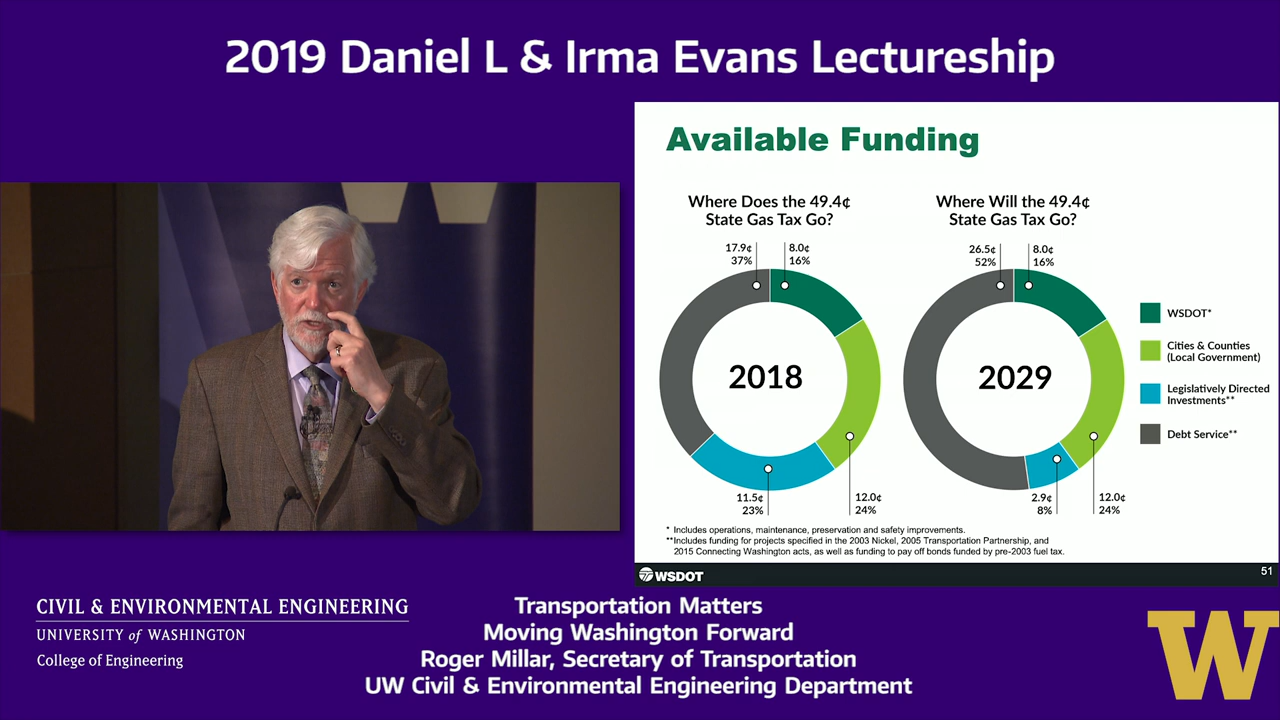 2019 Daniel L & Irma Evans Lectureship
Available Funding
Where Does the 49.4¢
State Gas Tax Go?
17.9¢
37%
8.0¢
16%
2018
11.5¢
23%
12.0¢
24%
Where Will the 49.4¢
State Gas Tax Go?
26.5¢
52%
8.0¢
16%
2029
2.9¢
8%
12.0¢
24%
WSDOT*
Cities & Counties
(Local Government)
Legislatively Directed
Investments**
Debt Service**
* Includes operations, maintenance, preservation and safety improvements.
**Includes funding for projects specified in the 2003 Nickel, 2005 Transportation Partnership, and
2015 Connecting Washington acts, as well as funding to pay off bonds funded by pre-2003 fuel tax.
WSDOT
51
CIVIL & ENVIRONMENTAL ENGINEERING
UNIVERSITY of WASHINGTON
College of Engineering
Transportation Matters
Moving Washington Forward
Roger Millar, Secretary of Transportation
UW Civil & Environmental Engineering Department
W